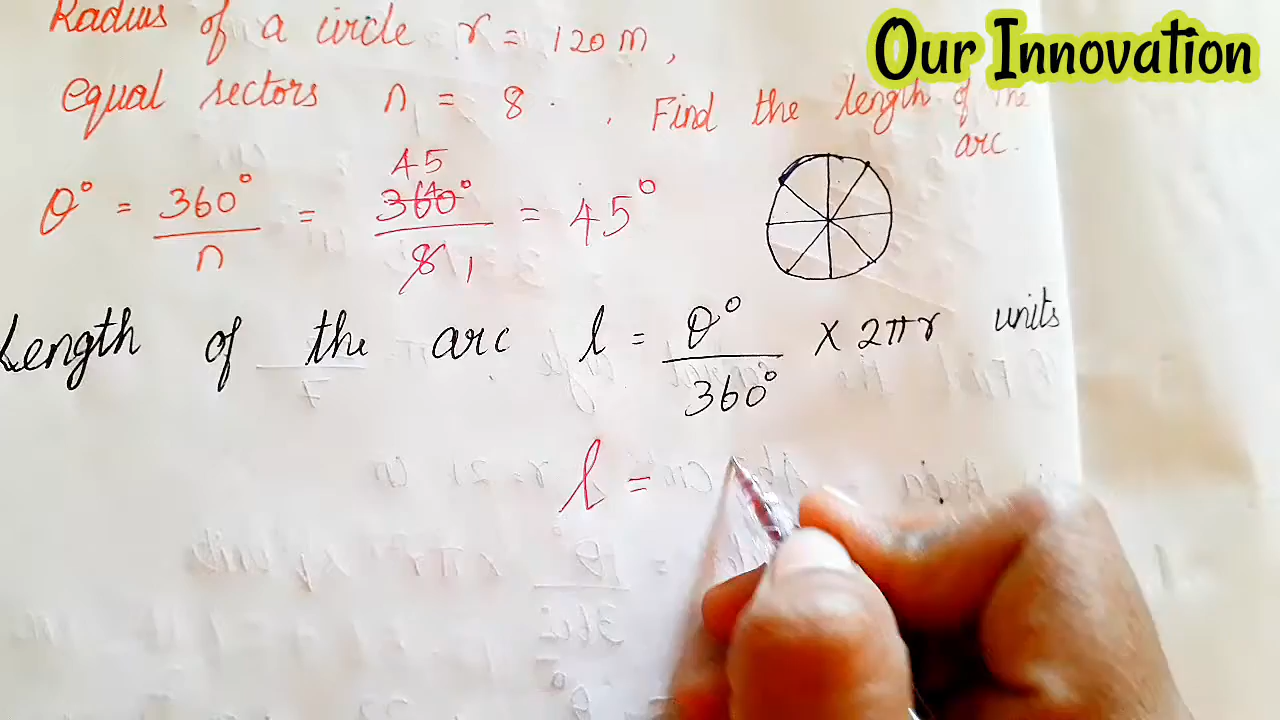 Our Innovation
Radius of a circle r = 120 m,
equal sectors n = 8 . Find the length of the
arc.
θ° = 360° / n = 45 360° / 8 1 = 45°
Length of the arc l = θ° / 360° × 2πr units
l =